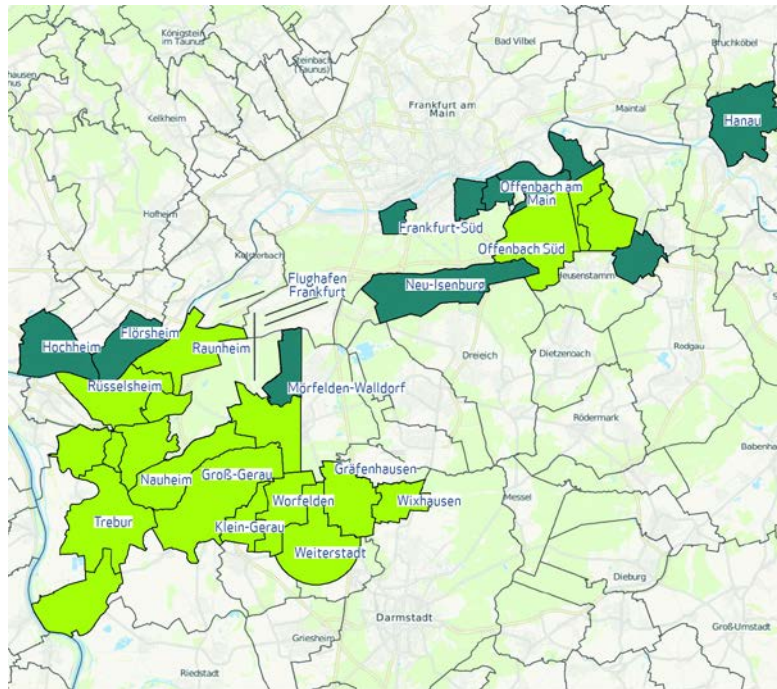 Königstein
im Taunus
Steinbach
(Taunus)
Bad Vilbel
Bruchköbel
Frankfurt am
Main
Maintal
Hanau
Kelkheim
Offenbach am
Main
Frankfurt-Süd
Hofheim
Offenbach Süd
Kelsterbach
Flughafen
Frankfurt
Neu-Isenburg
Heusenstamm
Flörsheim
Hochheim
Raunheim
Dreieich
Dietzenbach
Rodgau
Rüsselsheim
Mörfelden-Walldorf
Rödermark
Babenha
Gräfenhausen
Groß-Gerau
Nauheim
Worfelden
Wixhausen
Messel
Trebur
Klein-Gerau
Weiterstadt
Dieburg
Darmstadt
Groß-Umstadt
Griesheim
Riedstadt